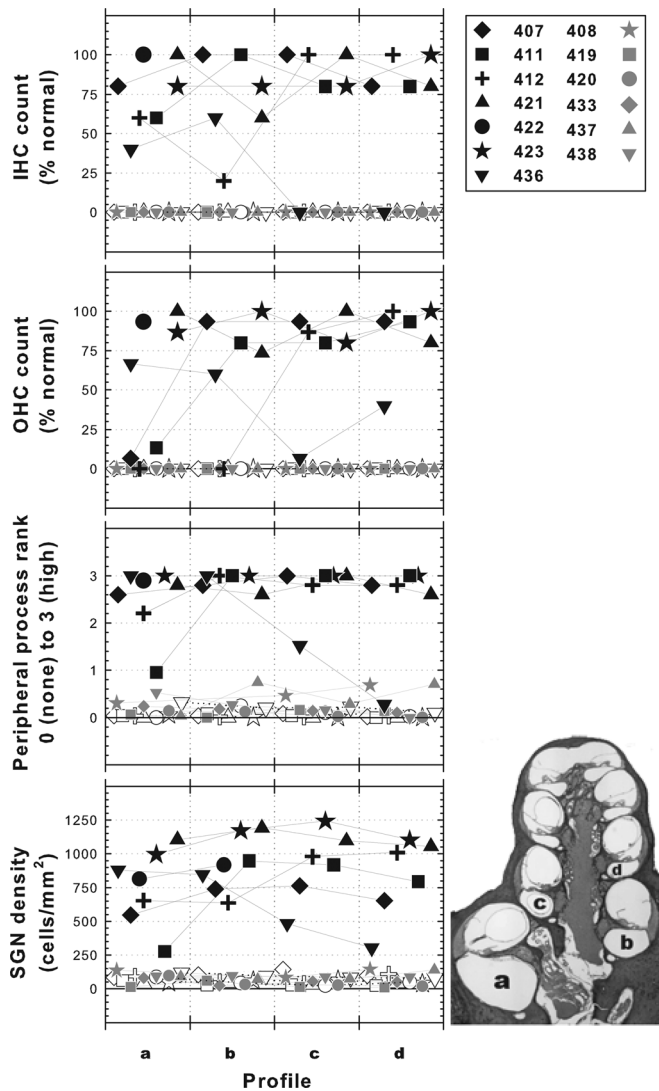 IHC count
(% normal)
100
75
50
25
0
OHC count
(% normal)
100
75
50
25
0
Peripheral process rank
0 (none) to 3 (high)
3
2
1
0
SGN density
(cells/mm²)
1250
1000
750
500
250
0
a b c d
Profile
407 408
411 419
412 420
421 433
422 437
423 438
436
d
c
b
a